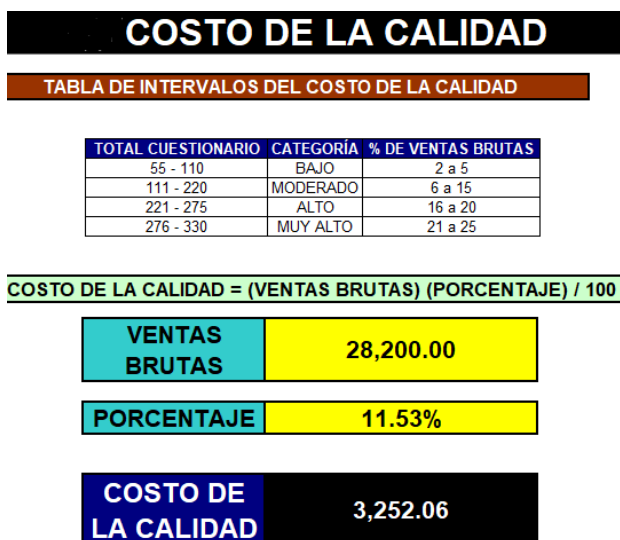 COSTO DE LA CALIDAD
TABLA DE INTERVALOS DEL COSTO DE LA CALIDAD
TOTAL CUESTIONARIO CATEGORÍA % DE VENTAS BRUTAS
55 - 110 BAJO 2 a 5
111 - 220 MODERADO 6 a 15
221 - 275 ALTO 16 a 20
276 - 330 MUY ALTO 21 a 25
COSTO DE LA CALIDAD = (VENTAS BRUTAS) (PORCENTAJE) / 100
VENTAS
BRUTAS
28,200.00
PORCENTAJE 11.53%
COSTO DE
LA CALIDAD
3,252.06